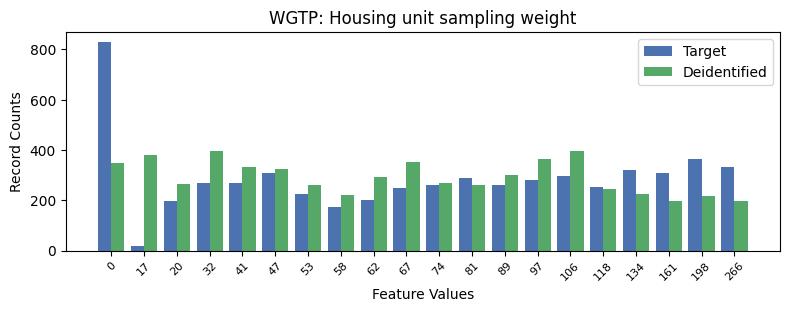 WGTP: Housing unit sampling weight
Target
Deidentified
Record Counts
800
600
400
200
0
0 17 20 32 41 47 53 58 62 67 74 81 89 97 106 118 134 161 198 266
Feature Values